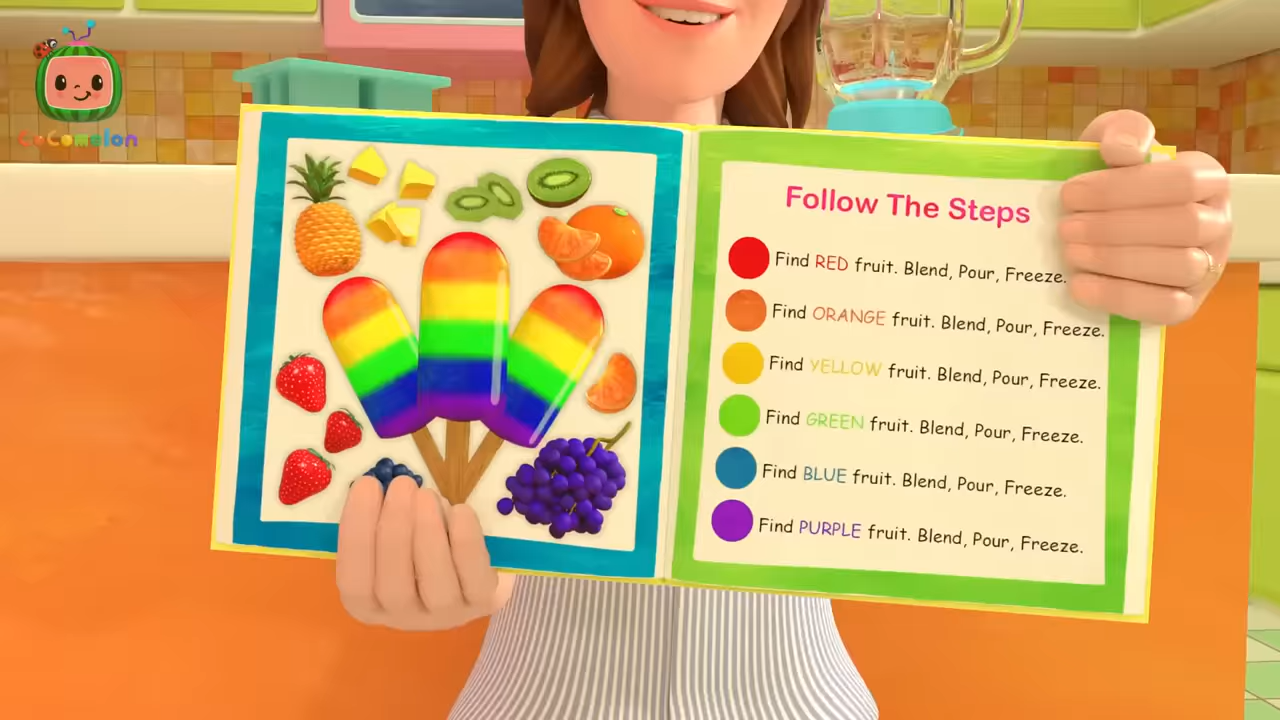 CoComelon
Follow The Steps
Find RED fruit. Blend, Pour, Freeze.
Find ORANGE fruit. Blend, Pour, Freeze.
Find YELLOW fruit. Blend, Pour, Freeze.
Find GREEN fruit. Blend, Pour, Freeze.
Find BLUE fruit. Blend, Pour, Freeze.
Find PURPLE fruit. Blend, Pour, Freeze.